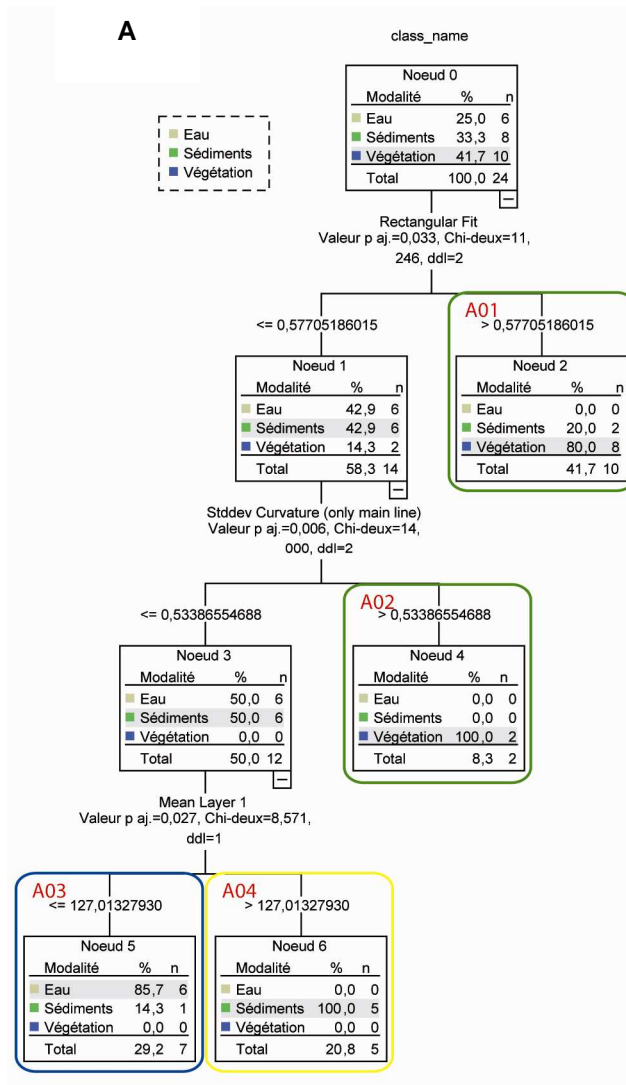 A
class_name
Eau
Sédiments
Végétation
Noeud 0
Modalité % n
Eau 25,0 6
Sédiments 33,3 8
Végétation 41,7 10
Total 100,0 24
Rectangular Fit
Valeur p aj.=0,033, Chi-deux=11,
246, ddl=2
A01
<= 0,57705186015
> 0,57705186015
Noeud 1
Modalité % n
Eau 42,9 6
Sédiments 42,9 6
Végétation 14,3 2
Total 58,3 14
Noeud 2
Modalité % n
Eau 0,0 0
Sédiments 20,0 2
Végétation 80,0 8
Total 41,7 10
Stddev Curvature (only main line)
Valeur p aj.=0,006, Chi-deux=14,
000, ddl=2
A02
<= 0,53386554688
> 0,53386554688
Noeud 3
Modalité % n
Eau 50,0 6
Sédiments 50,0 6
Végétation 0,0 0
Total 50,0 12
Noeud 4
Modalité % n
Eau 0,0 0
Sédiments 0,0 0
Végétation 100,0 2
Total 8,3 2
Mean Layer 1
Valeur p aj.=0,027, Chi-deux=8,571,
ddl=1
A03
<= 127,01327930
A04
> 127,01327930
Noeud 5
Modalité % n
Eau 85,7 6
Sédiments 14,3 1
Végétation 0,0 0
Total 29,2 7
Noeud 6
Modalité % n
Eau 0,0 0
Sédiments 100,0 5
Végétation 0,0 0
Total 20,8 5